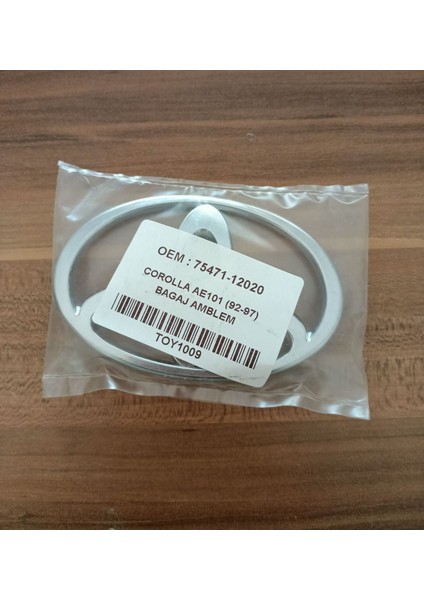 OEM : 75471-12020
COROLLA AE101 (92-97)
BAGAJ AMBLEM
TOY1009